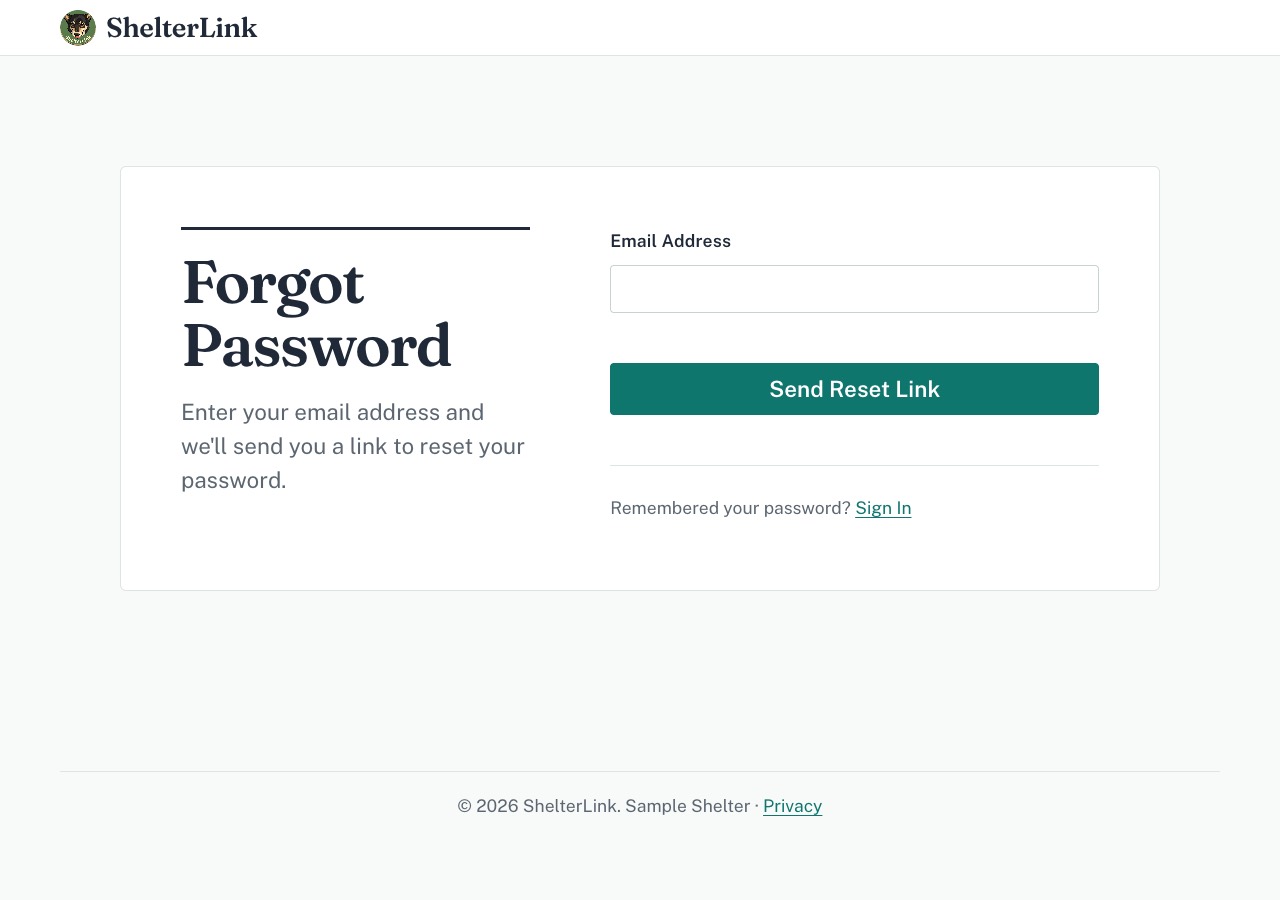 ShelterLink
Forgot
Password
Enter your email address and
we'll send you a link to reset your
password.
Email Address
Send Reset Link
Remembered your password? Sign In
© 2026 ShelterLink. Sample Shelter · Privacy